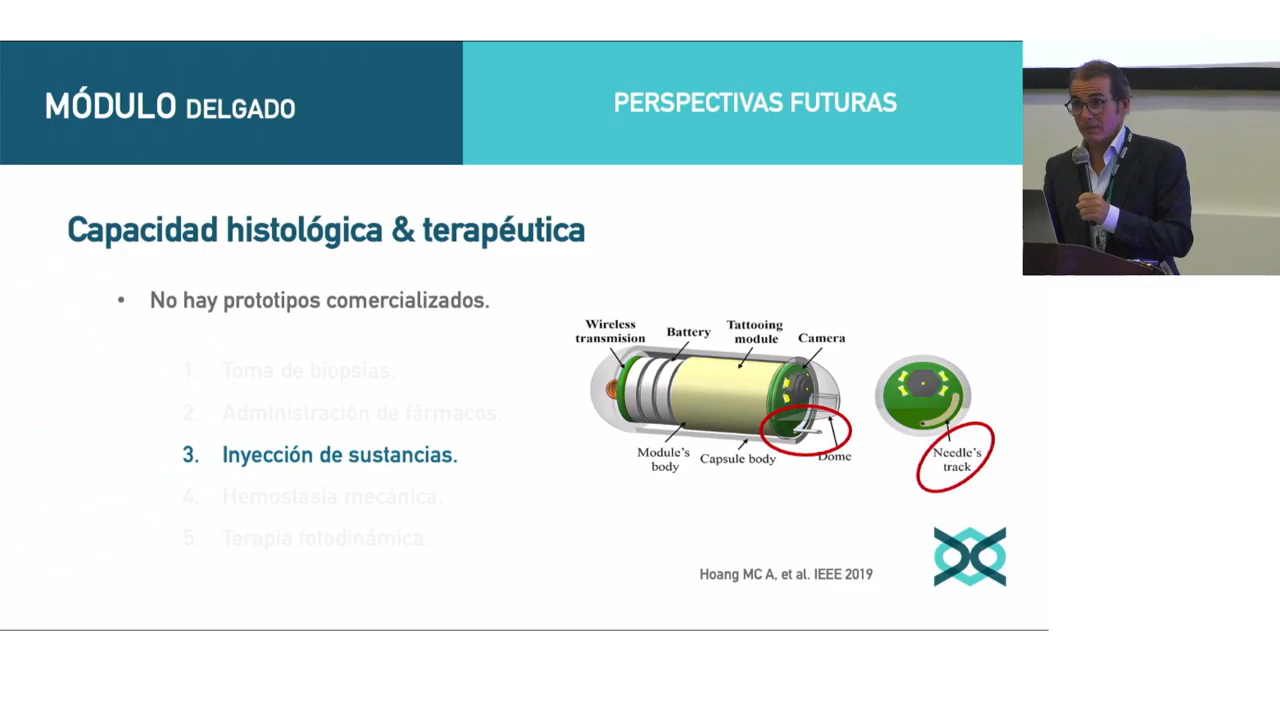 MÓDULO DELGADO
PERSPECTIVAS FUTURAS
Capacidad histológica & terapéutica
• No hay prototipos comercializados.
1. Toma de biopsias.
2. Administración de fármacos.
3. Inyección de sustancias.
4. Hemostasia mecánica.
5. Terapia fotodinámica.
Wireless
transmision
Battery
Tattooing
module
Camera
Module's
body
Capsule body
Dome
Needle's
track
Hoang MC A, et al. IEEE 2019